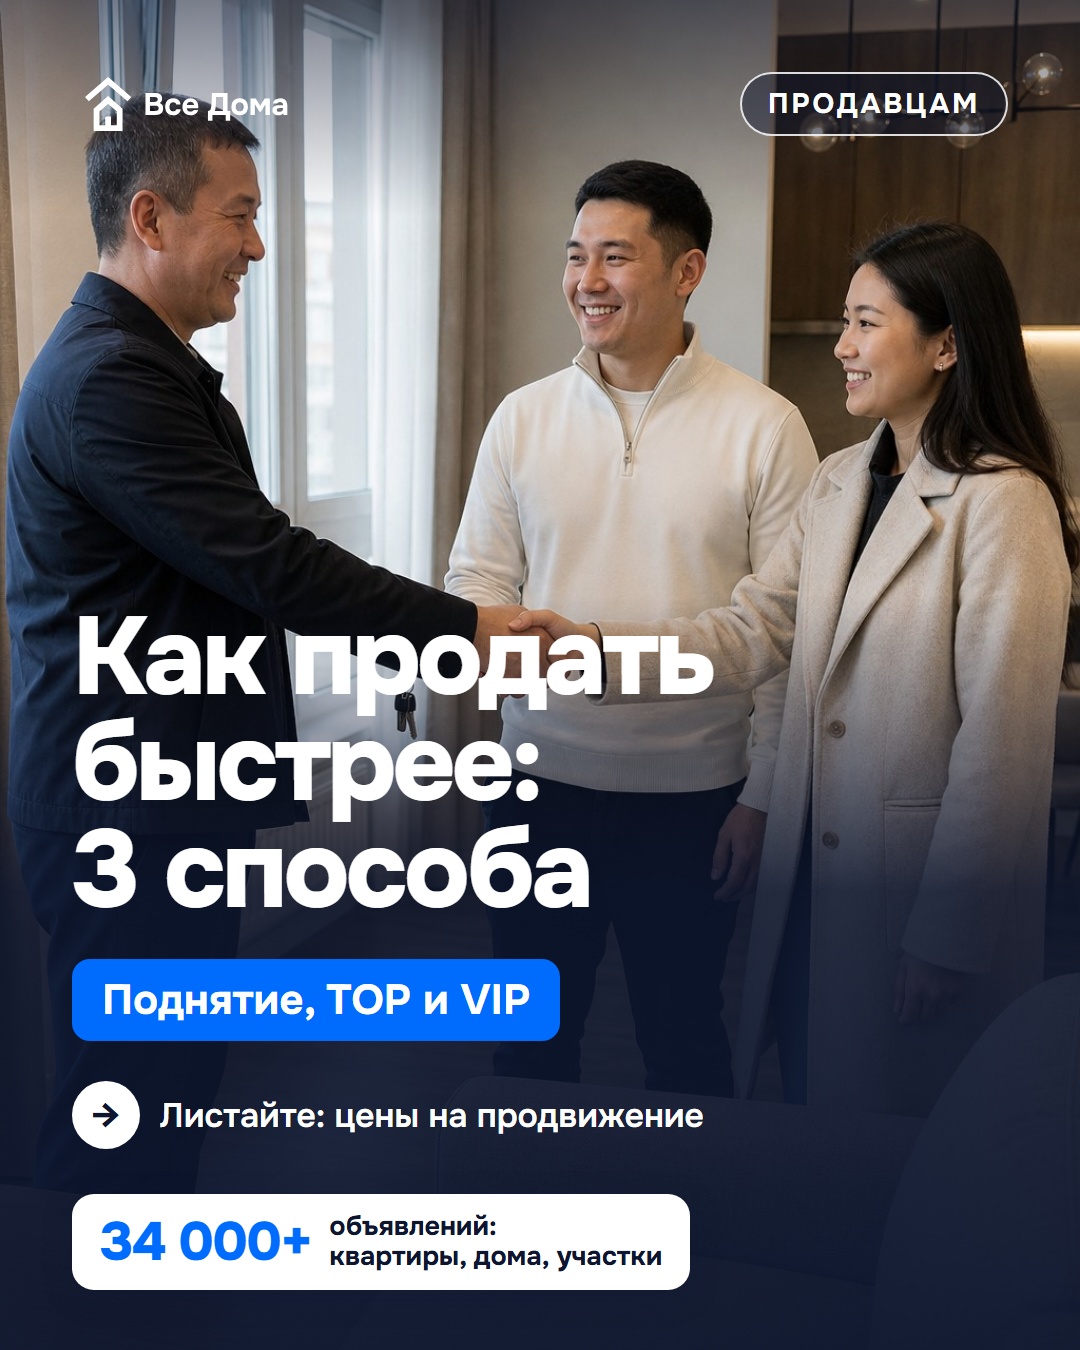 Все Дома
ПРОДАВЦАМ
Как продать
быстрее:
3 способа
Поднятие, TOP и VIP
Листайте: цены на продвижение
34 000+
объявлений:
квартиры, дома, участки